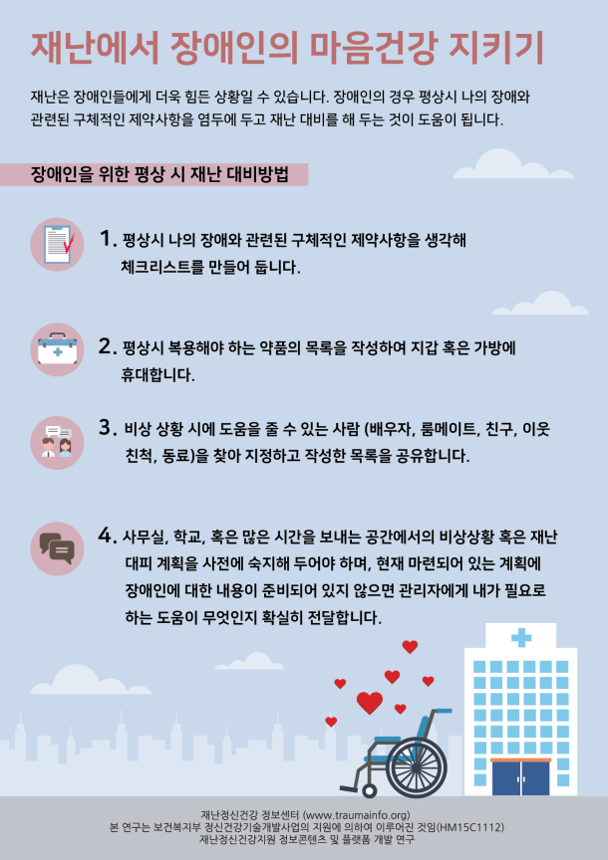 재난에서 장애인의 마음건강 지키기
재난은 장애인들에게 더욱 힘든 상황일 수 있습니다. 장애인의 경우 평상시 나의 장애와
관련된 구체적인 제약사항을 염두에 두고 재난 대비를 해 두는 것이 도움이 됩니다.
장애인을 위한 평상 시 재난 대비방법
1. 평상시 나의 장애와 관련된 구체적인 제약사항을 생각해
체크리스트를 만들어 둡니다.
2. 평상시 복용해야 하는 약품의 목록을 작성하여 지갑 혹은 가방에
휴대합니다.
3. 비상 상황 시에 도움을 줄 수 있는 사람 (배우자, 룸메이트, 친구, 이웃
친척, 동료)을 찾아 지정하고 작성한 목록을 공유합니다.
4. 사무실, 학교, 혹은 많은 시간을 보내는 공간에서의 비상상황 혹은 재난
대피 계획을 사전에 숙지해 두어야 하며, 현재 마련되어 있는 계획에
장애인에 대한 내용이 준비되어 있지 않으면 관리자에게 내가 필요로
하는 도움이 무엇인지 확실히 전달합니다.
재난정신건강 정보센터 (www.traumainfo.org)
본 연구는 보건복지부 정신건강기술개발사업의 지원에 의하여 이루어진 것임(HM15C1112)
재난정신건강지원 정보콘텐츠 및 플랫폼 개발 연구